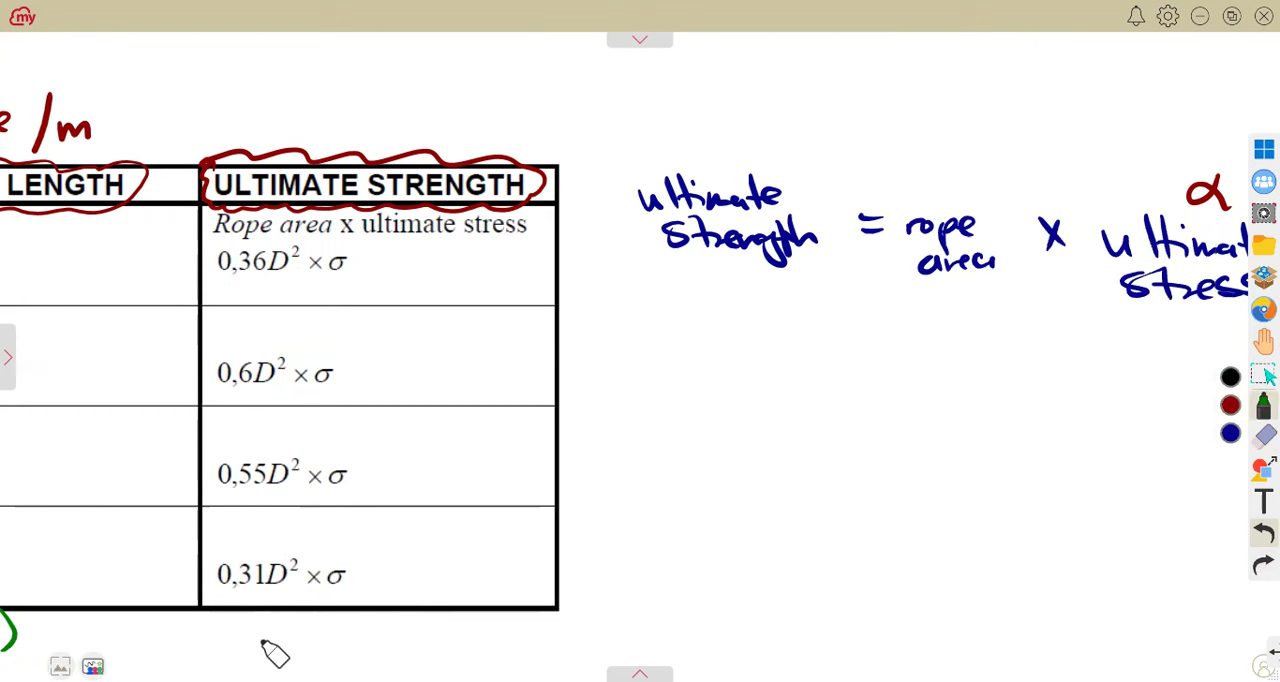 my
/m
LENGTH
ULTIMATE STRENGTH
Rope area x ultimate stress
0,36D² × σ
0,6D² × σ
0,55D² × σ
0,31D² × σ
ultimate
strength = rope area × ultimat
stress
α
T